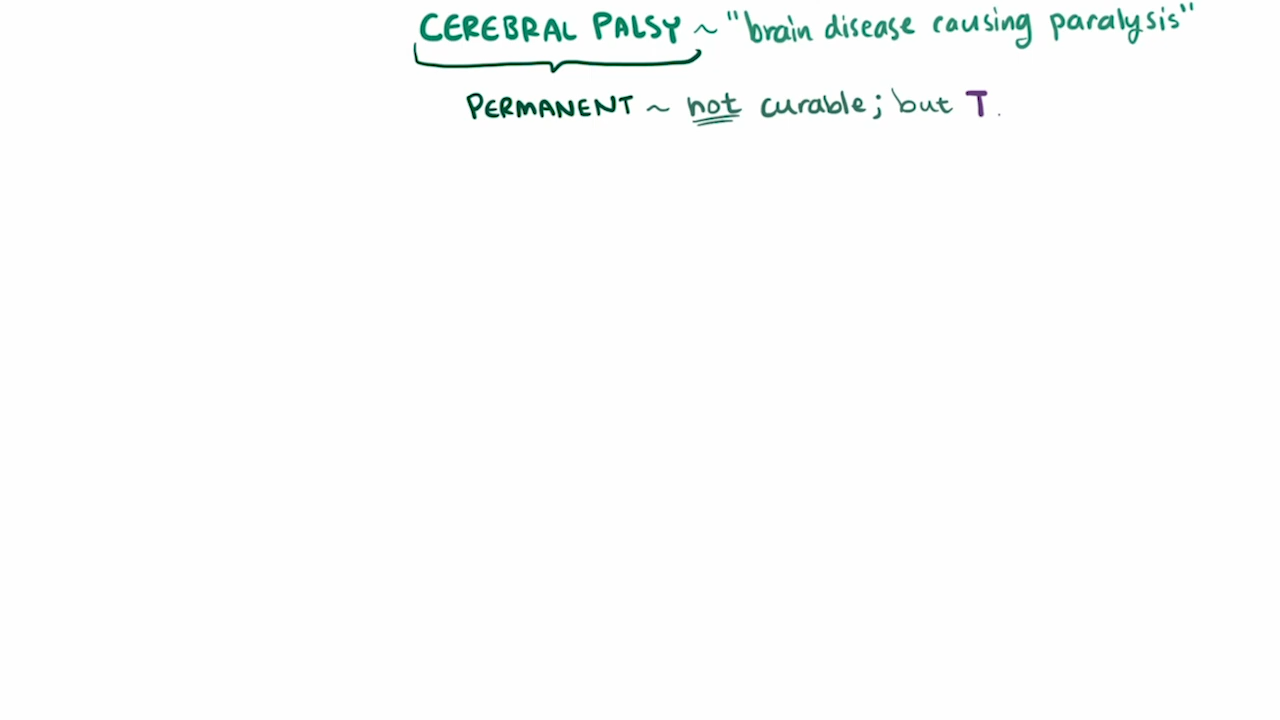 CEREBRAL PALSY ~ "brain disease causing paralysis"
PERMANENT ~ not curable; but T